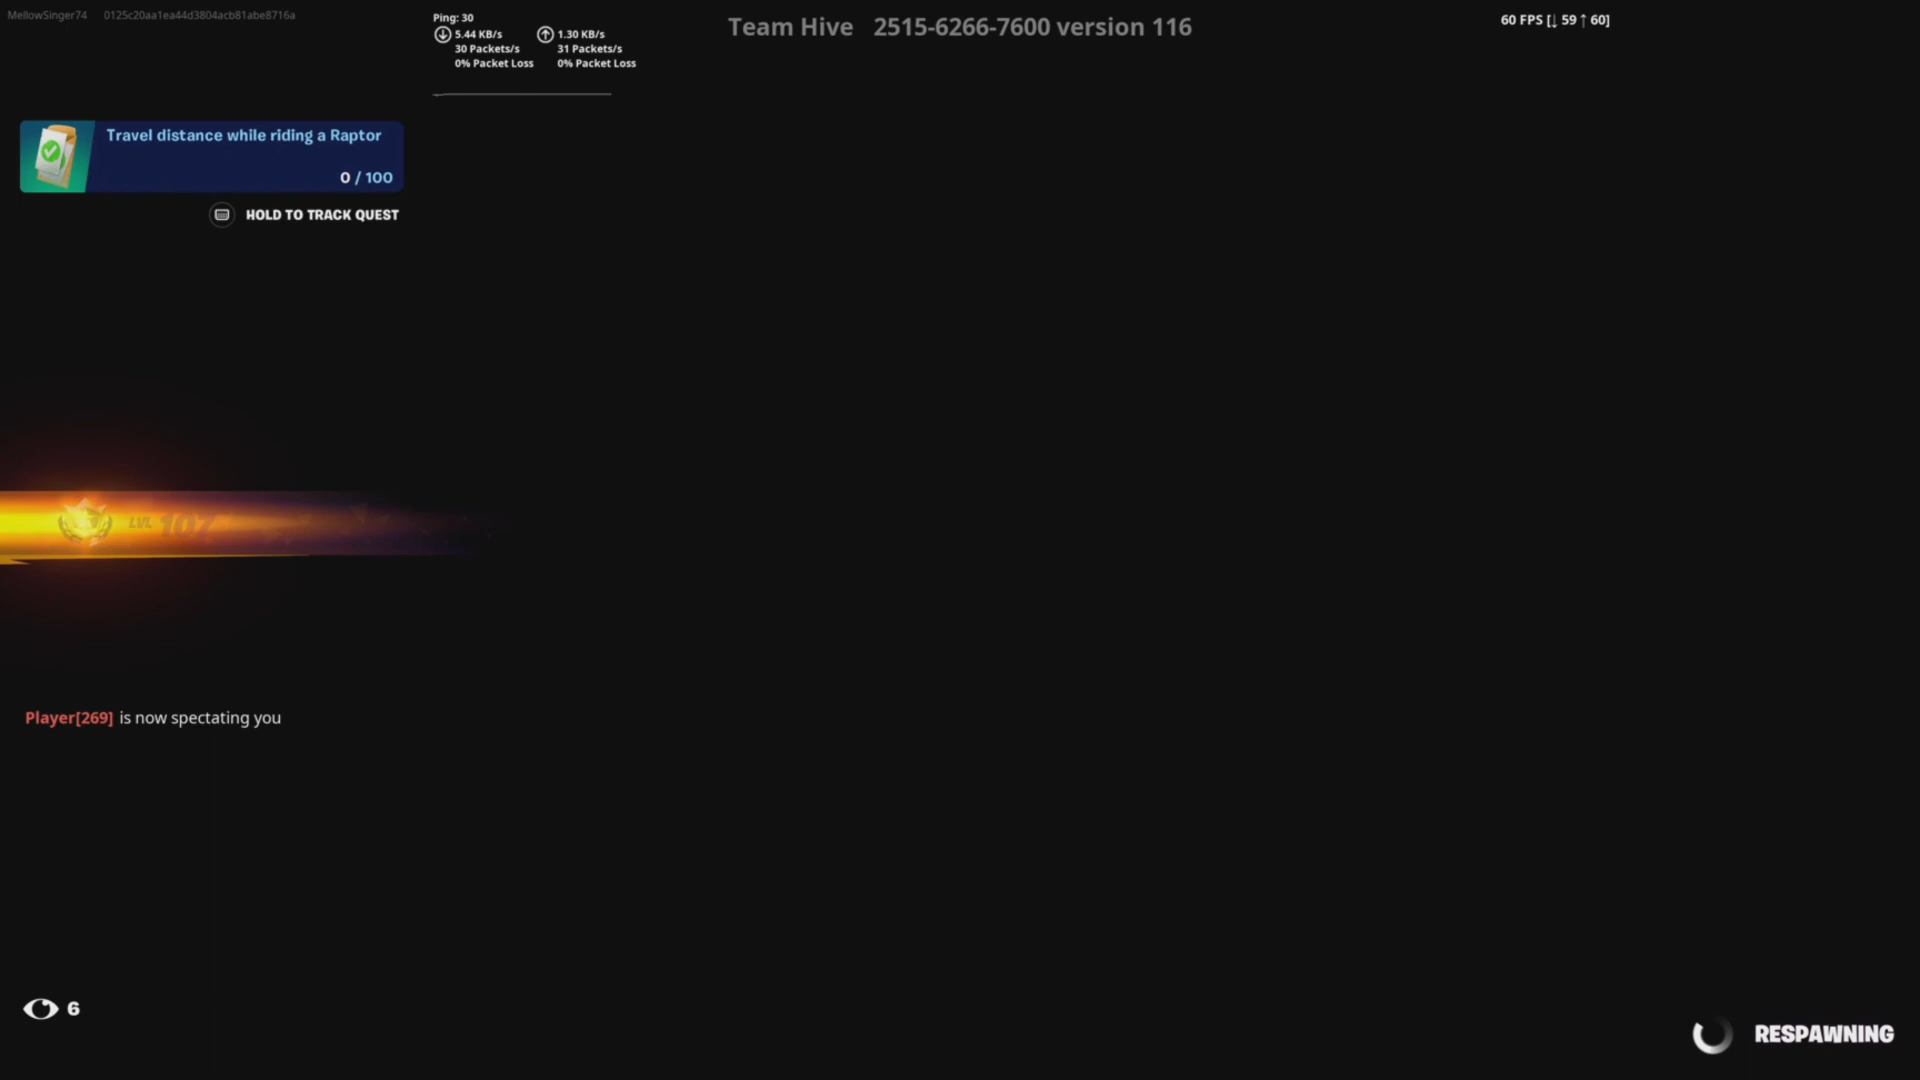 MellowSinger74 0125c20aa1ea44d3804acb81abe8716a
Ping: 30
5.44 KB/s 1.30 KB/s
30 Packets/s 31 Packets/s
0% Packet Loss 0% Packet Loss
Team Hive 2515-6266-7600 version 116
60 FPS [↓ 59 ↑ 60]
Travel distance while riding a Raptor
0 / 100
HOLD TO TRACK QUEST
LVL 107
Player[269] is now spectating you
6
RESPAWNING